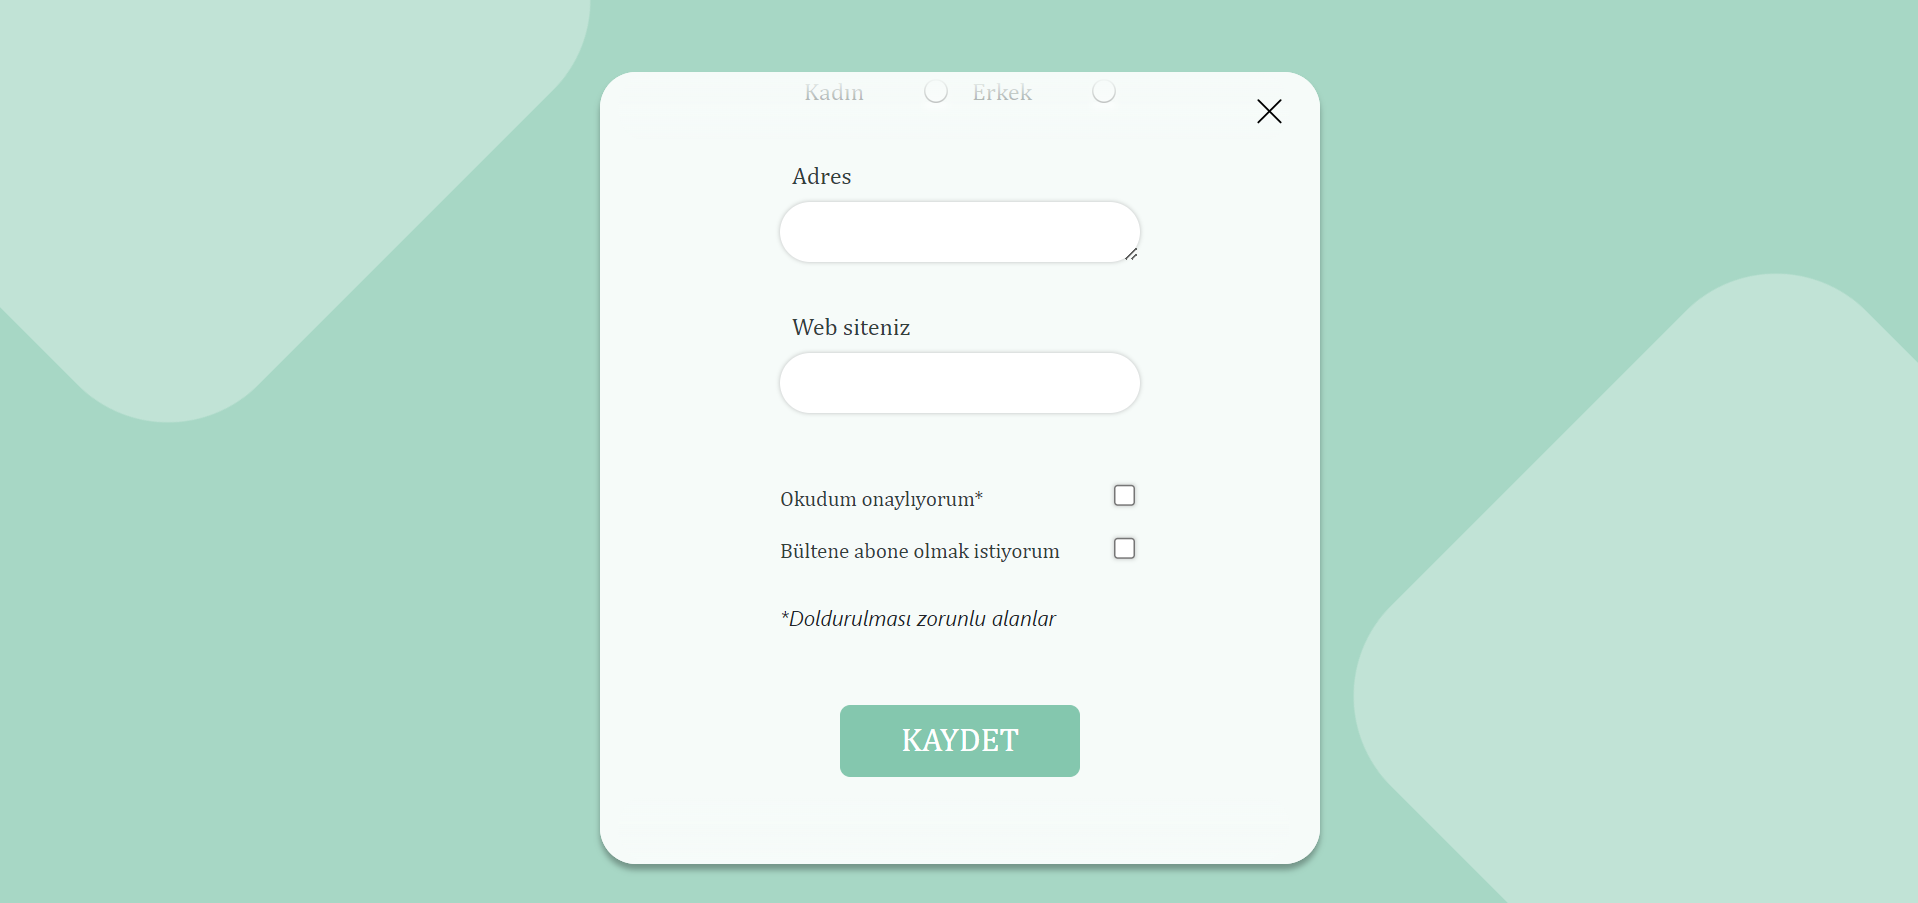 Kadın Erkek
Adres
Web siteniz
Okudum onaylıyorum*
Bültene abone olmak istiyorum
*Doldurulması zorunlu alanlar
KAYDET